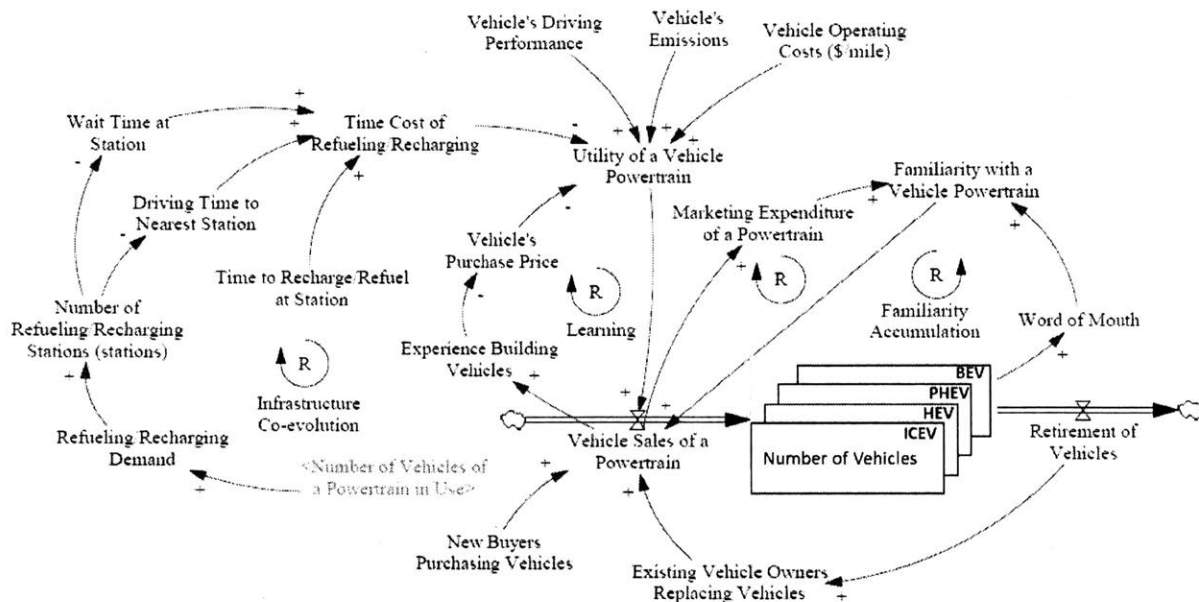 Vehicle's Driving
Performance
Vehicle's
Emissions
Vehicle Operating
Costs ($/mile)
+
+
Wait Time at
Station
Time Cost of
Refueling/Recharging
-
+
+
+
Utility of a Vehicle
Powertrain
Familiarity with a
Vehicle Powertrain
-
+
+
+
Driving Time to
Nearest Station
-
-
Marketing Expenditure
of a Powertrain
Vehicle's
Purchase Price
+
R
R
Time to Recharge/Refuel
at Station
-
R
Learning
Familiarity
Accumulation
Word of Mouth
Number of
Refueling/Recharging
Stations (stations)
Experience Building
Vehicles
+
+
+
R
Infrastructure
Co-evolution
+
+
BEV
PHEV
HEV
ICEV
Number of Vehicles
Refueling/Recharging
Demand
Vehicle Sales of a
Powertrain
Retirement of
Vehicles
<Number of Vehicles of
a Powertrain in Use>
+
+
+
New Buyers
Purchasing Vehicles
Existing Vehicle Owners
Replacing Vehicles
+